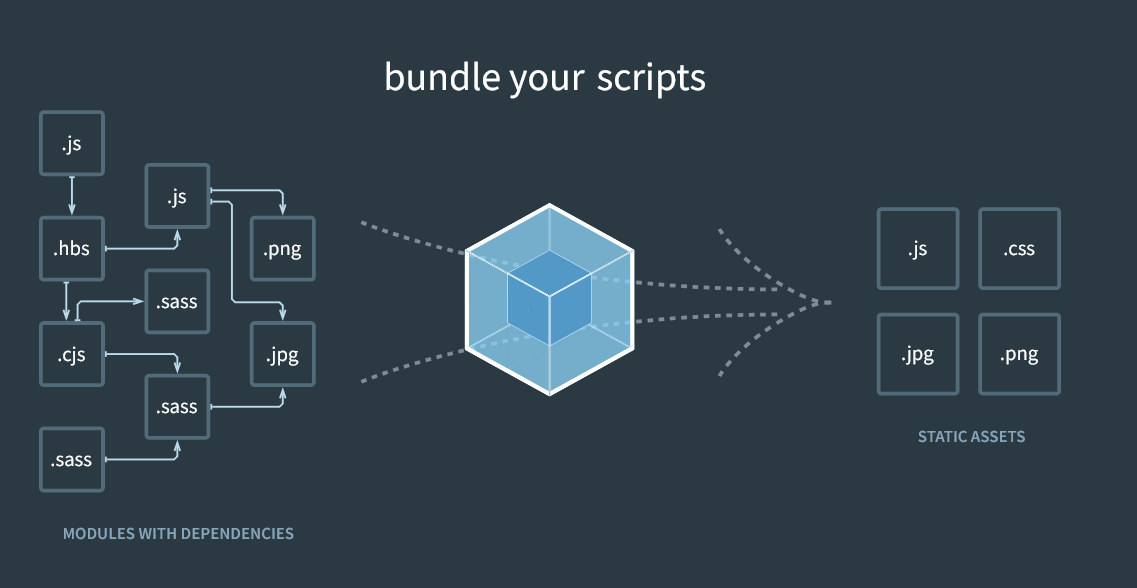 bundle your scripts
.js
.js
.hbs
.png
.sass
.cjs
.jpg
.sass
.sass
MODULES WITH DEPENDENCIES
.js
.css
.jpg
.png
STATIC ASSETS